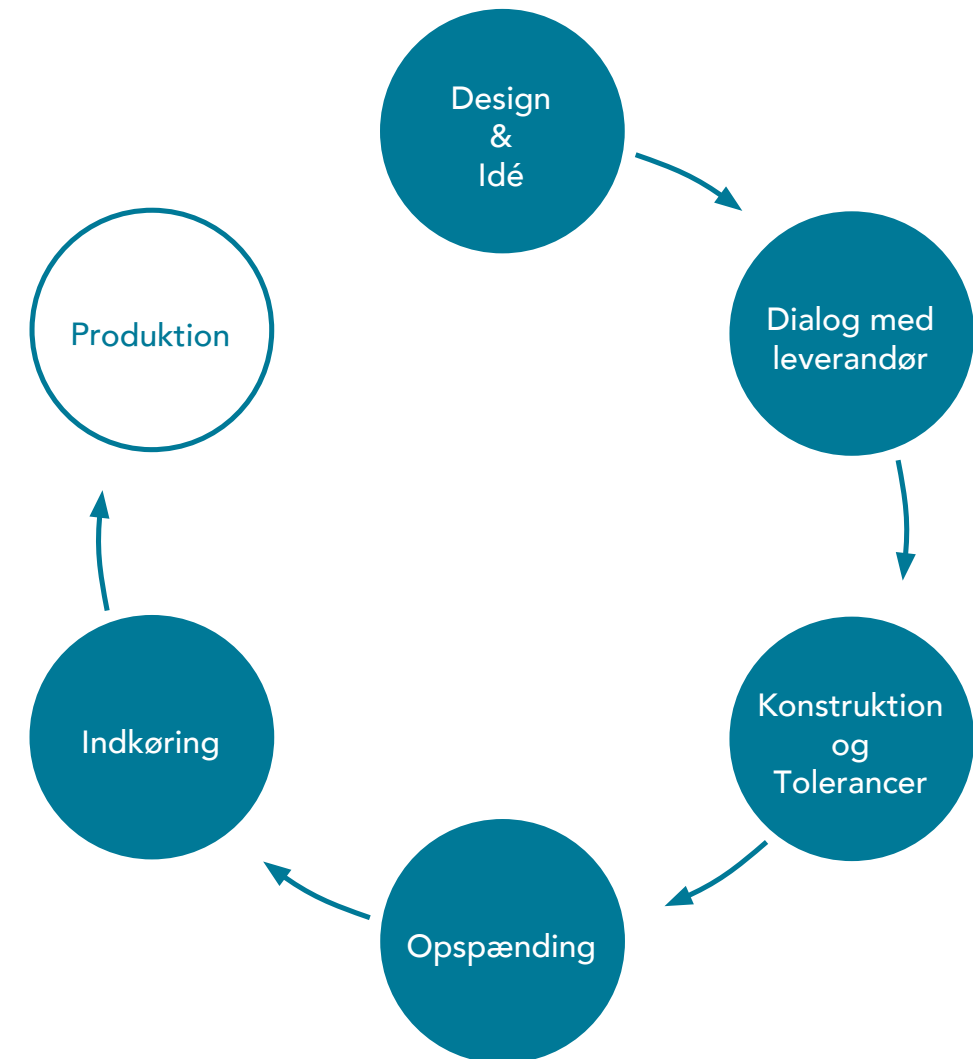 Design
&
Idé
Dialog med
leverandør
Konstruktion
og
Tolerancer
Opspænding
Indkøring
Produktion